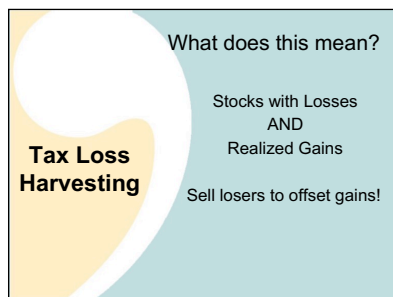 What does this mean?
Stocks with Losses
AND
Realized Gains
Tax Loss
Harvesting
Sell losers to offset gains!